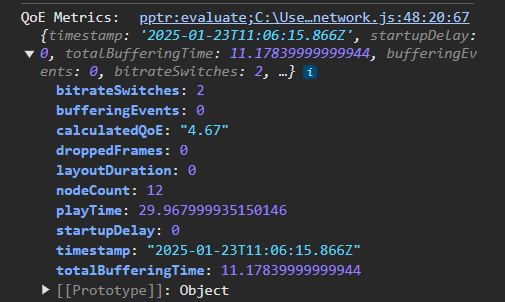 QoE Metrics: pptr:evaluate;C:\Use…network.js:48:20:67
{timestamp: '2025-01-23T11:06:15.866Z', startupDelay:
0, totalBufferingTime: 11.17839999999944, bufferingEv
ents: 0, bitrateSwitches: 2, …} i
bitrateSwitches: 2
bufferingEvents: 0
calculatedQoE: "4.67"
droppedFrames: 0
layoutDuration: 0
nodeCount: 12
playTime: 29.967999935150146
startupDelay: 0
timestamp: "2025-01-23T11:06:15.866Z"
totalBufferingTime: 11.17839999999944
[[Prototype]]: Object